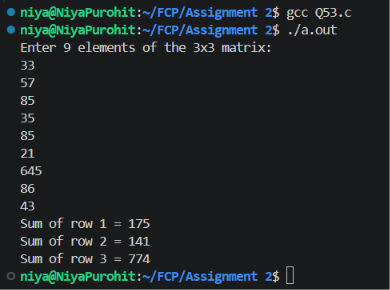 niya@NiyaPurohit:~/FCP/Assignment 2$ gcc Q53.c
niya@NiyaPurohit:~/FCP/Assignment 2$ ./a.out
Enter 9 elements of the 3x3 matrix:
33
57
85
35
85
21
645
86
43
Sum of row 1 = 175
Sum of row 2 = 141
Sum of row 3 = 774
niya@NiyaPurohit:~/FCP/Assignment 2$